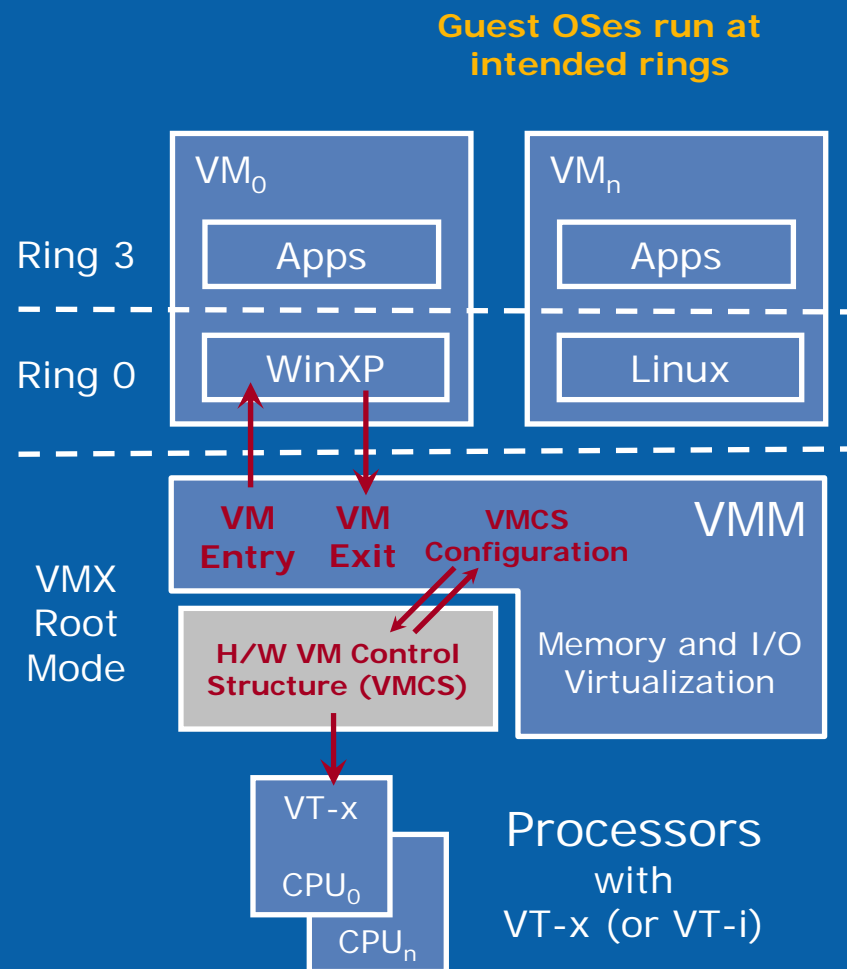 Guest OSes run at
intended rings
VM₀
VMₙ
Ring 3
Apps
Apps
Ring 0
WinXP
Linux
VM
Entry
VM
Exit
VMCS
Configuration
VMM
VMX
Root
Mode
H/W VM Control
Structure (VMCS)
Memory and I/O
Virtualization
VT-x
CPU₀
CPUₙ
Processors
with
VT-x (or VT-i)